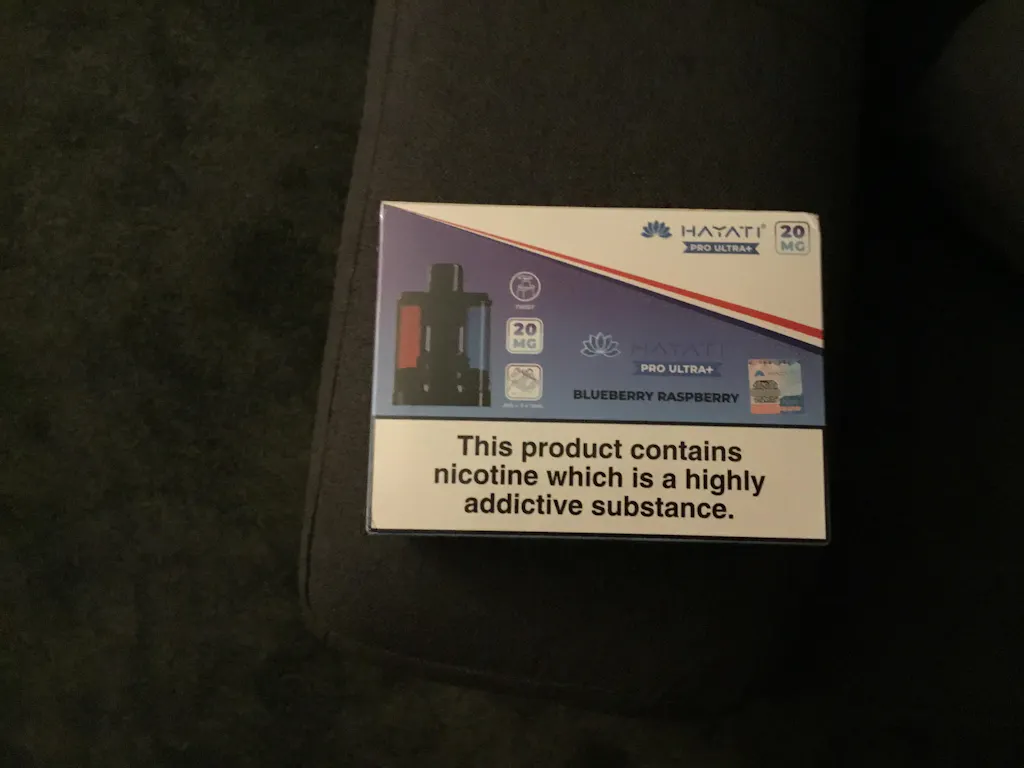 HAYATI®
PRO ULTRA+
20
MG
20
MG
HAYATI
PRO ULTRA+
BLUEBERRY RASPBERRY
This product contains
nicotine which is a highly
addictive substance.